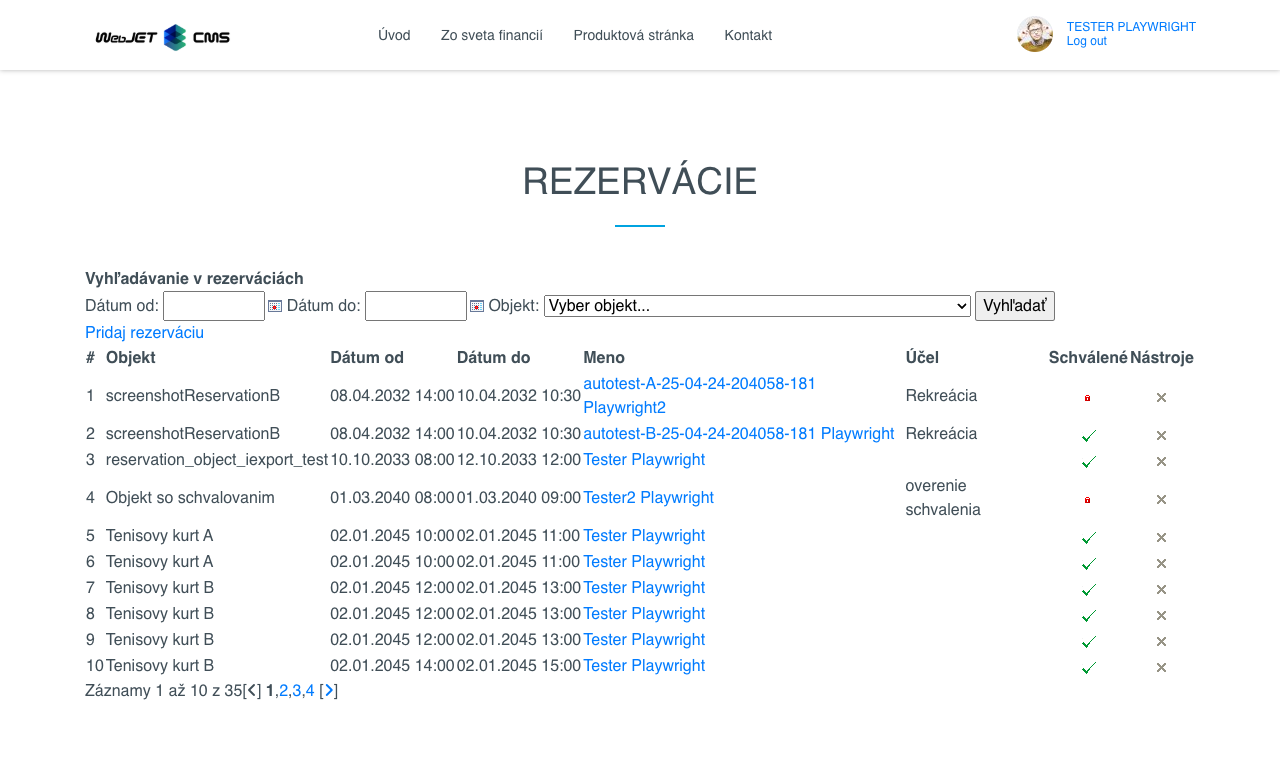 WebJET CMS Úvod Zo sveta financií Produktová stránka Kontakt TESTER PLAYWRIGHT
Log out
REZERVÁCIE
Vyhľadávanie v rezerváciách
Dátum od: Dátum do: Objekt: Vyber objekt... Vyhľadať
Pridaj rezerváciu
# Objekt Dátum od Dátum do Meno Účel Schválené Nástroje
1 screenshotReservationB 08.04.2032 14:00 10.04.2032 10:30 autotest-A-25-04-24-204058-181 Playwright2 Rekreácia
2 screenshotReservationB 08.04.2032 14:00 10.04.2032 10:30 autotest-B-25-04-24-204058-181 Playwright Rekreácia
3 reservation_object_iexport_test 10.10.2033 08:00 12.10.2033 12:00 Tester Playwright
4 Objekt so schvalovanim 01.03.2040 08:00 01.03.2040 09:00 Tester2 Playwright overenie schvalenia
5 Tenisovy kurt A 02.01.2045 10:00 02.01.2045 11:00 Tester Playwright
6 Tenisovy kurt A 02.01.2045 10:00 02.01.2045 11:00 Tester Playwright
7 Tenisovy kurt B 02.01.2045 12:00 02.01.2045 13:00 Tester Playwright
8 Tenisovy kurt B 02.01.2045 12:00 02.01.2045 13:00 Tester Playwright
9 Tenisovy kurt B 02.01.2045 12:00 02.01.2045 13:00 Tester Playwright
10 Tenisovy kurt B 02.01.2045 14:00 02.01.2045 15:00 Tester Playwright
Záznamy 1 až 10 z 35[<] 1,2,3,4 [>]